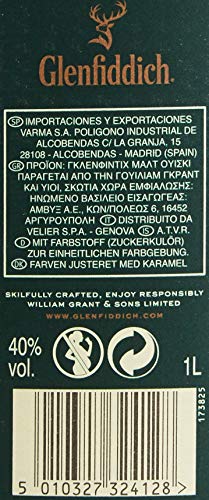 Glenfiddich.
SP IMPORTACIONES Y EXPORTACIONES
VARMA S.A. POLIGONO INDUSTRIAL DE
ALCOBENDAS C/ LA GRANJA, 15
28108 - ALCOBENDAS - MADRID (SPAIN)
GR ΠΡΟΪΟΝ: ΓΚΛΕΝΦΙΝΤΙΧ ΜΑΛΤ ΟΥΙΣΚΙ
ΠΑΡΑΓΕΤΑΙ ΑΠΟ ΤΗΝ ΓΟΥΙΛΙΑΜ ΓΚΡΑΝΤ
ΚΑΙ ΥΙΟΙ, ΣΚΩΤΙΑ ΧΩΡΑ ΕΜΦΙΑΛΩΣΗΣ:
ΗΝΩΜΕΝΟ ΒΑΣΙΛΕΙΟ ΕΙΣΑΓΩΓΕΑΣ:
ΑΜΒΥΞ Α.Ε., ΚΩΝ/ΠΟΛΕΩΣ 6, 16452
ΑΡΓΥΡΟΥΠΟΛΗ IT DISTRIBUITO DA
VELIER S.P.A. - GENOVA IS A.T.V.R.
D MIT FARBSTOFF (ZUCKERKULÖR)
ZUR EINHEITLICHEN FARBGEBUNG.
DK FARVEN JUSTERET MED KARAMEL
SKILFULLY CRAFTED, ENJOY RESPONSIBLY
WILLIAM GRANT & SONS LIMITED
WWW.GLENFIDDICH.COM
40%
vol.
1L
173825
5 010327 324128 >